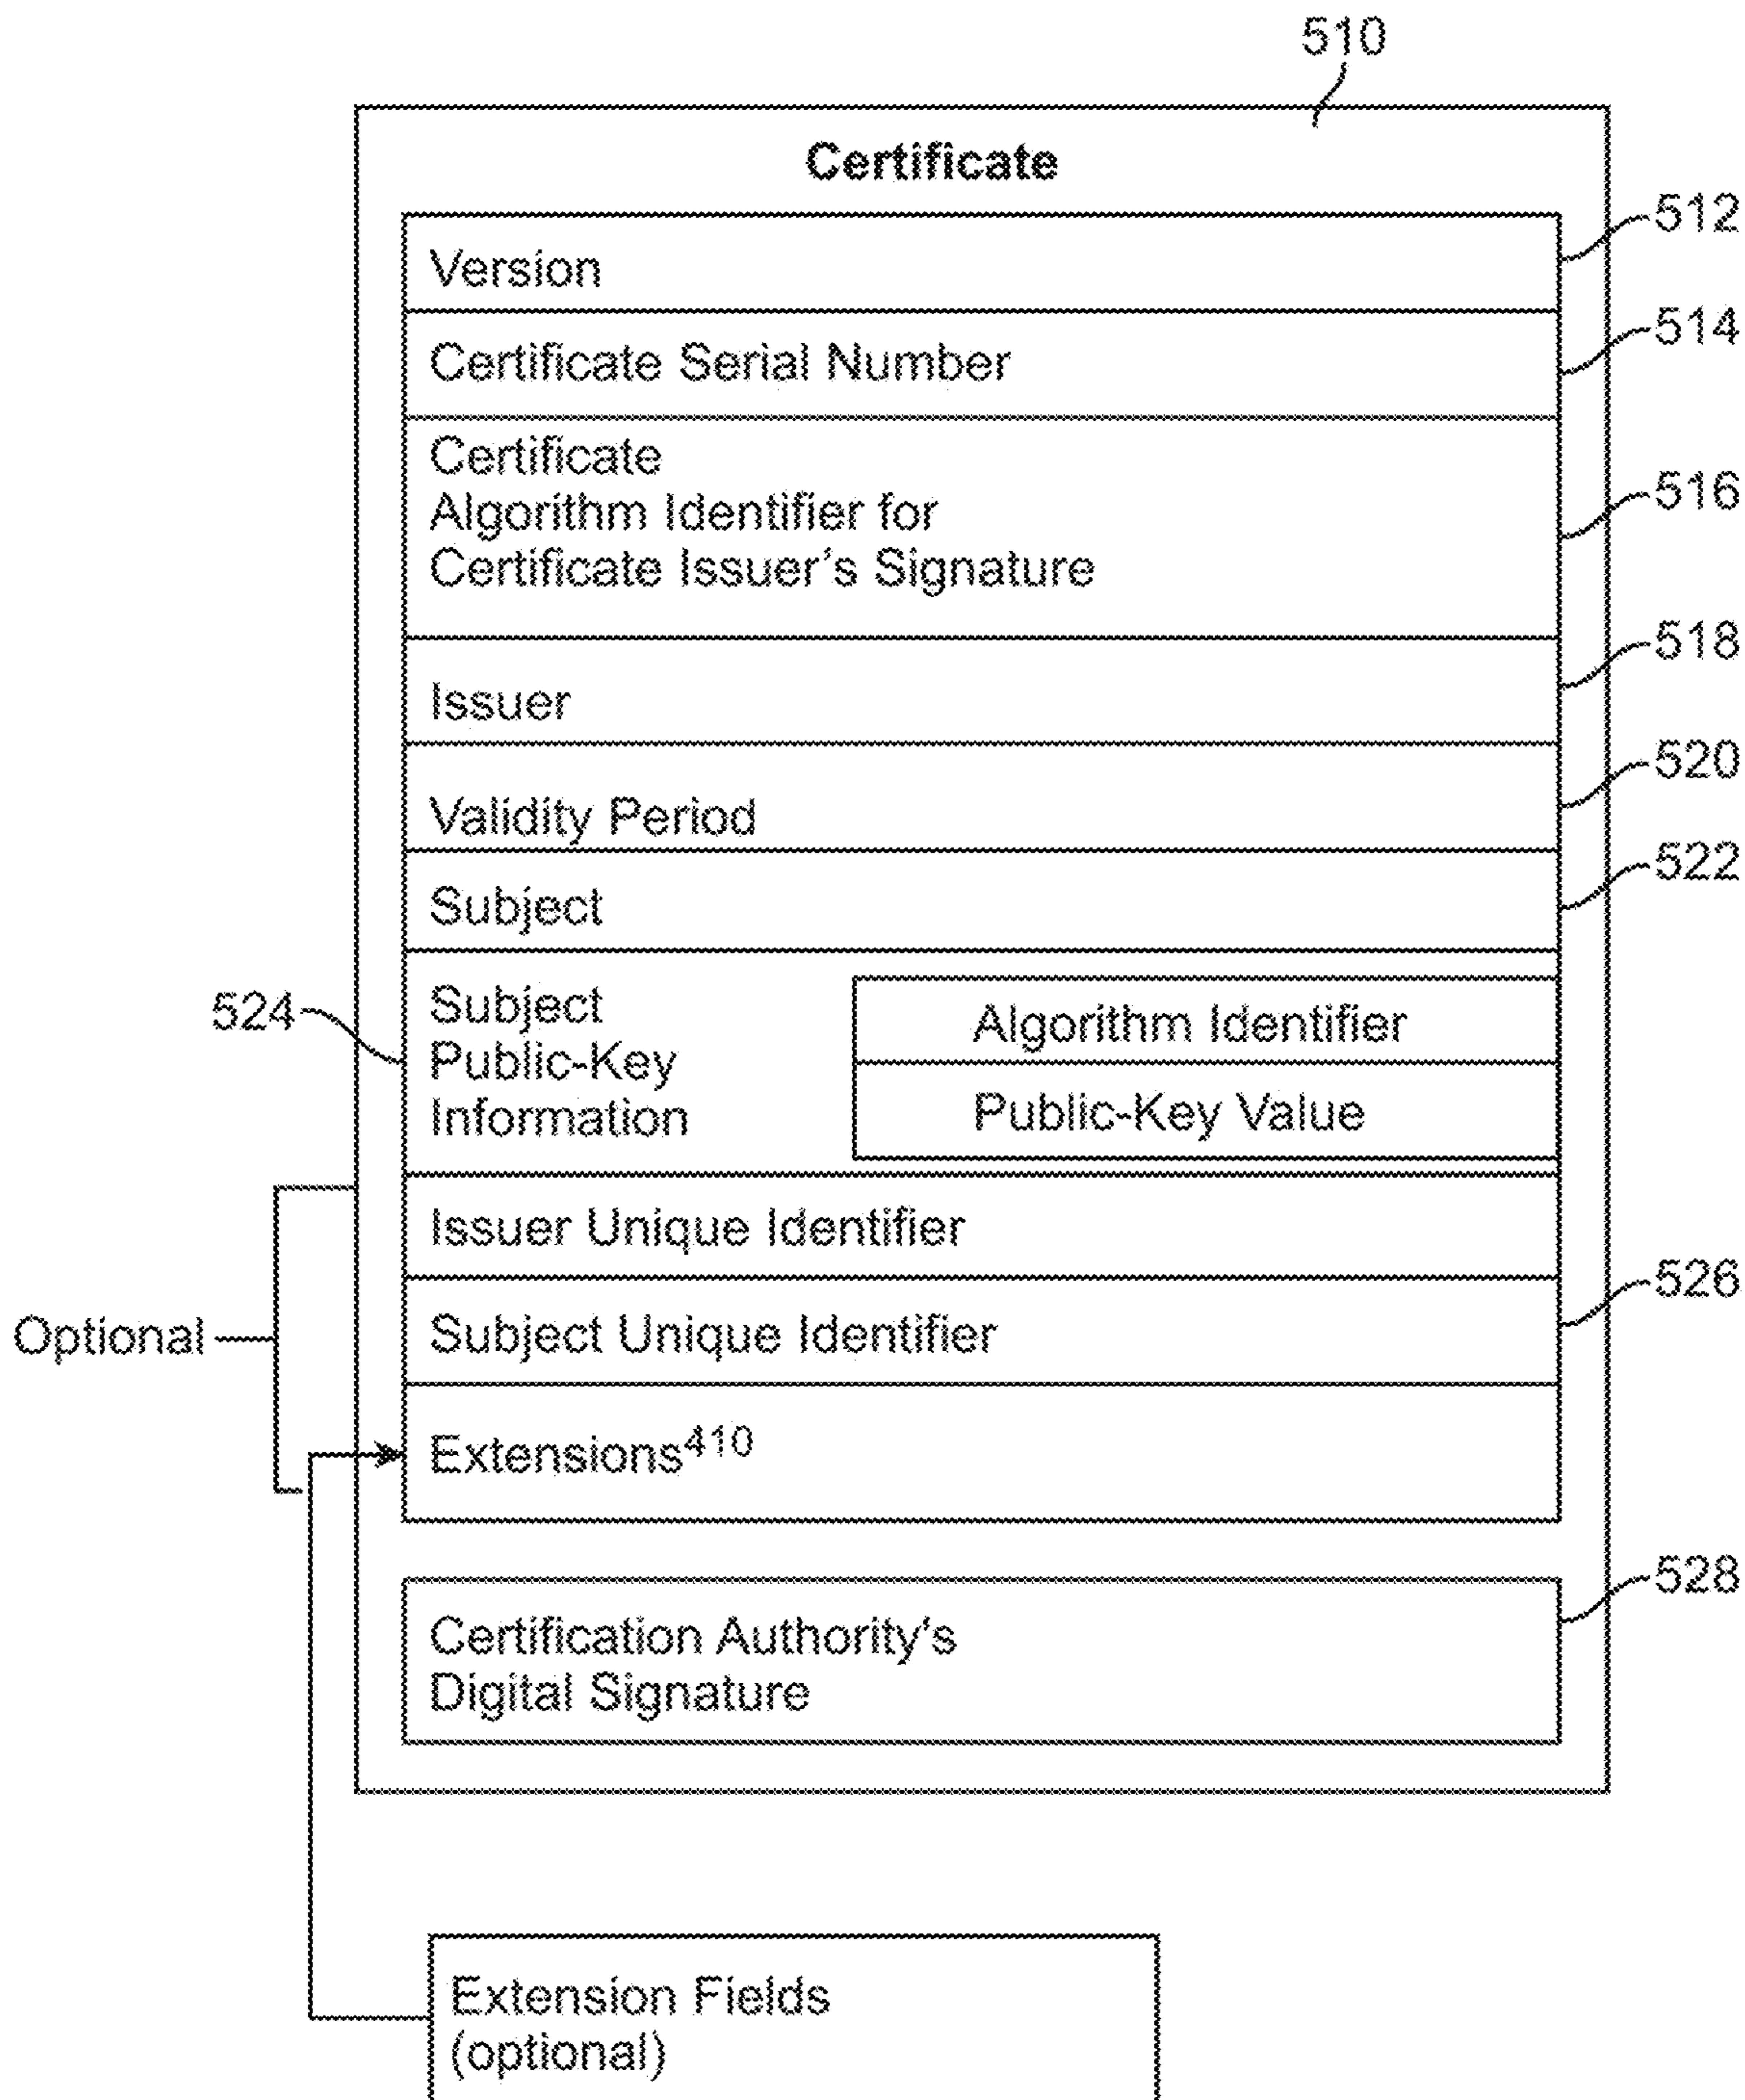 510
Certificate
Version
512
Certificate Serial Number
514
Certificate
Algorithm Identifier for
Certificate Issuer's Signature
516
Issuer
518
Validity Period
520
Subject
522
524
Subject
Public-Key
Information
Algorithm Identifier
Public-Key Value
Issuer Unique Identifier
Optional
Subject Unique Identifier
526
Extensions410
Certification Authority's
Digital Signature
528
Extension Fields
(optional)